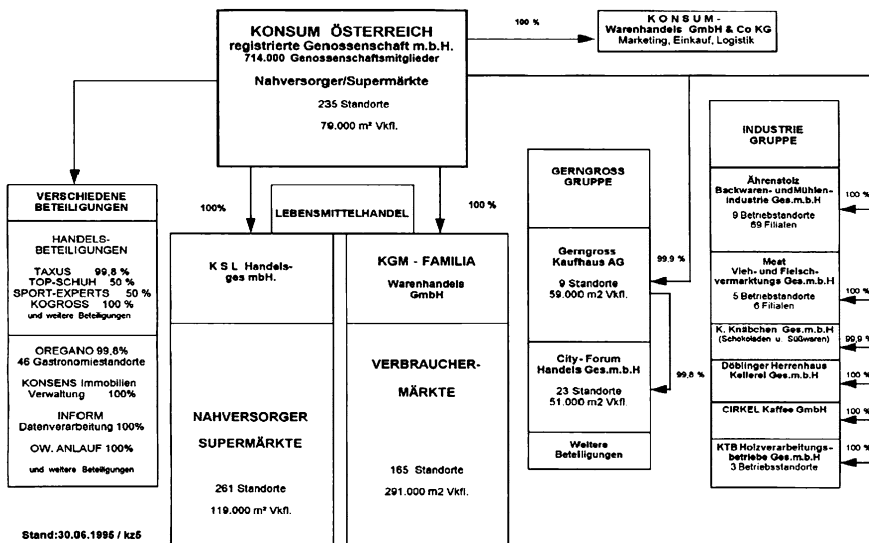 KONSUM ÖSTERREICH
registrierte Genossenschaft m.b.H.
714.000 Genossenschaftsmitglieder
Nahversorger/Supermärkte
235 Standorte
79.000 m² Vkfl.
100 %
KONSUM-
Warenhandels GmbH & Co KG
Marketing, Einkauf, Logistik
VERSCHIEDENE
BETEILIGUNGEN
HANDELS-
BETEILIGUNGEN
TAXUS 99,8 %
TOP-SCHUH 50 %
SPORT-EXPERTS 50 %
KOGROSS 100 %
und weitere Beteiligungen
OREGANO 99,8%
46 Gastronomiestandorte
KONSENS Immobilien
Verwaltung 100%
INFORM
Datenverarbeitung 100%
OW. ANLAUF 100%
und weitere Beteiligungen
100%
LEBENSMITTELHANDEL
100 %
K S L Handels-
ges mbH.
NAHVERSORGER
SUPERMÄRKTE
261 Standorte
119.000 m² Vkfl.
KGM - FAMILIA
Warenhandels
GmbH
VERBRAUCHER-
MÄRKTE
165 Standorte
291.000 m2 Vkfl.
GERNGROSS
GRUPPE
Gerngross
Kaufhaus AG
9 Standorte
59.000 m2 Vkfl.
99,9 %
City-Forum
Handels Ges.m.b.H
23 Standorte
51.000 m2 Vkfl.
99,8 %
Weitere
Beteiligungen
INDUSTRIE
GRUPPE
Ährenstolz
Backwaren- undMühlen-
industrie Ges.m.b.H
9 Betriebstandorte
69 Filialen
100 %
Meat
Vieh- und Fleisch-
vermarktungs Ges.m.b.H
5 Betriebstandorte
6 Filialen
100 %
K. Knäbchen Ges.m.b.H
(Schokoladen u. Süßwaren)
99,9 %
Döblinger Herrenhaus
Kellerei Ges.m.b.H
100 %
CIRKEL Kaffee GmbH
100 %
KTB Holzverarbeitungs-
betriebe Ges.m.b.H
3 Betriebsstandorte
100 %
Stand:30.06.1995 / kz5